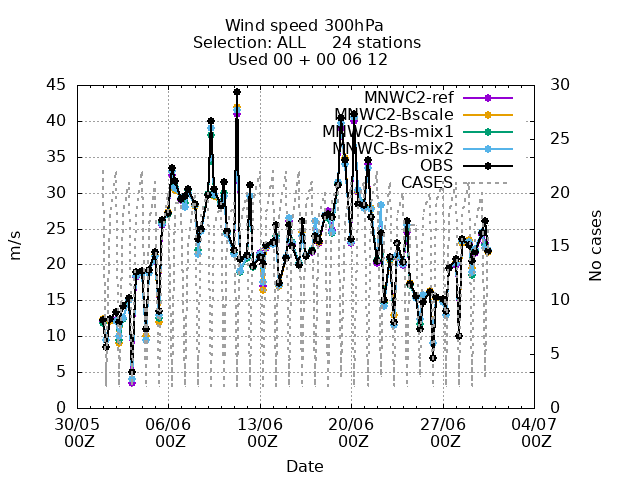 Wind speed 300hPa
Selection: ALL 24 stations
Used 00 + 00 06 12
45 30
40 25
35
30 20
25 15
20
15 10
10 5
5
0 0
m/s
No cases
MNWC2-ref
MNWC2-Bscale
MNWC2-Bs-mix1
MNWC-Bs-mix2
OBS
CASES
30/05 06/06 13/06 20/06 27/06 04/07
00Z 00Z 00Z 00Z 00Z 00Z
Date